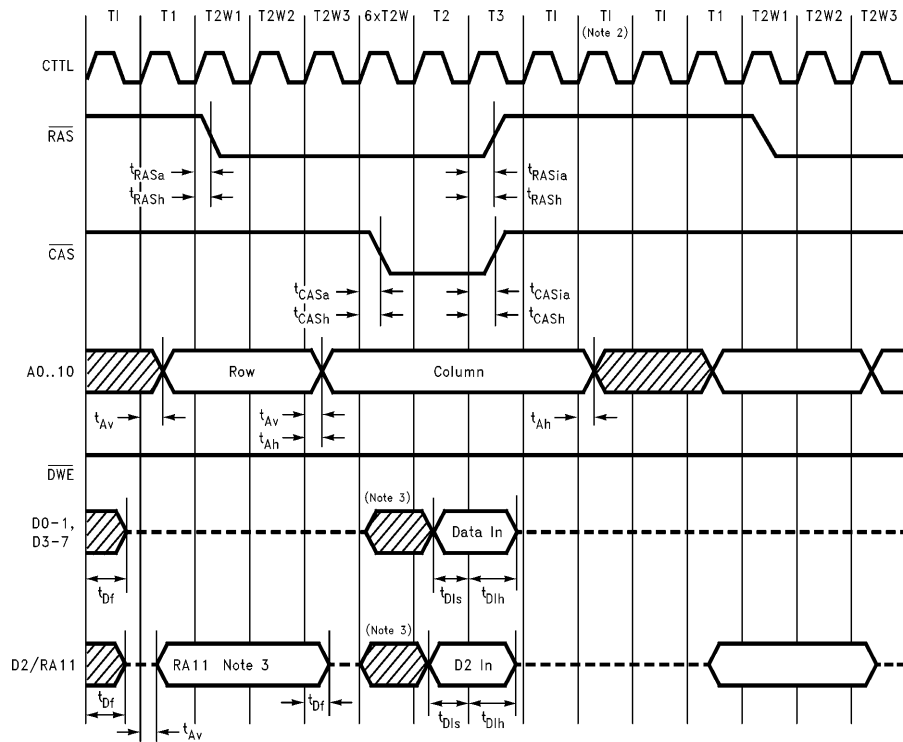 TI T1 T2W1 T2W2 T2W3 6xT2W T2 T3 TI TI TI T1 T2W1 T2W2 T2W3
(Note 2)
CTTL
RAS
tRASa tRASia
tRASh tRASh
CAS
tCASa tCASia
tCASh tCASh
A0..10 Row Column
tAv tAv tAh
tAh
DWE
(Note 3)
D0-1,
D3-7
Data In
tDf tDIs tDIh
(Note 3)
D2/RA11 RA11 Note 3 D2 In
tDf tDf tDIs tDIh
tAv